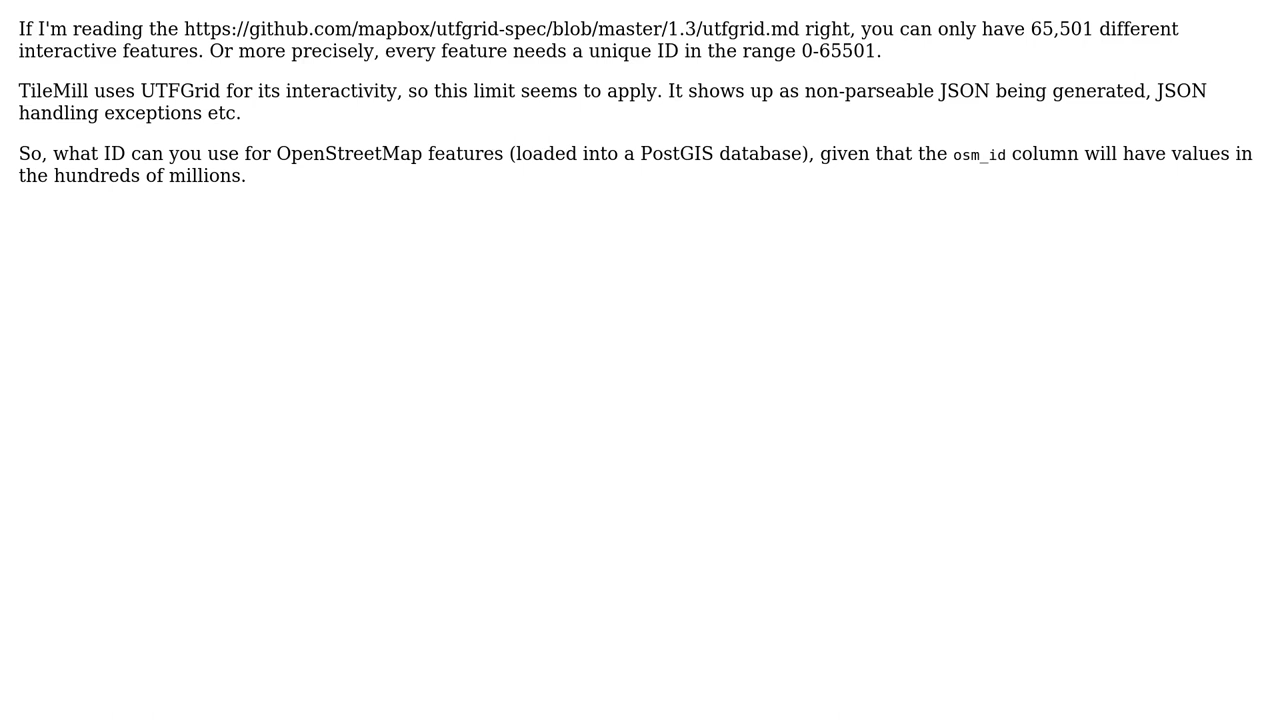 If I'm reading the https://github.com/mapbox/utfgrid-spec/blob/master/1.3/utfgrid.md right, you can only have 65,501 different
interactive features. Or more precisely, every feature needs a unique ID in the range 0-65501.
TileMill uses UTFGrid for its interactivity, so this limit seems to apply. It shows up as non-parseable JSON being generated, JSON
handling exceptions etc.
So, what ID can you use for OpenStreetMap features (loaded into a PostGIS database), given that the osm_id column will have values in
the hundreds of millions.